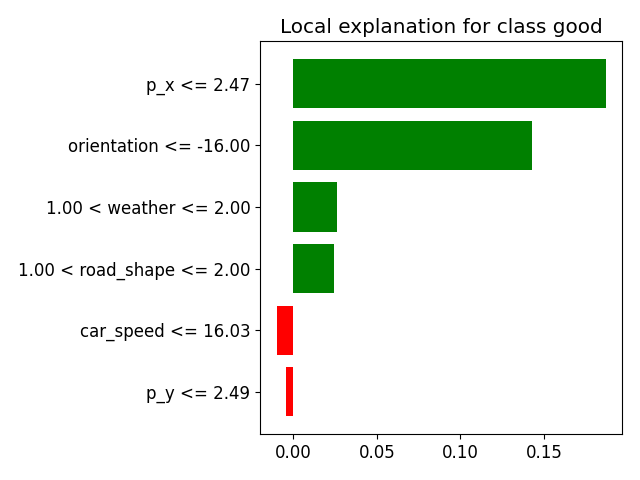 Local explanation for class good
p_x <= 2.47
orientation <= -16.00
1.00 < weather <= 2.00
1.00 < road_shape <= 2.00
car_speed <= 16.03
p_y <= 2.49
0.00 0.05 0.10 0.15